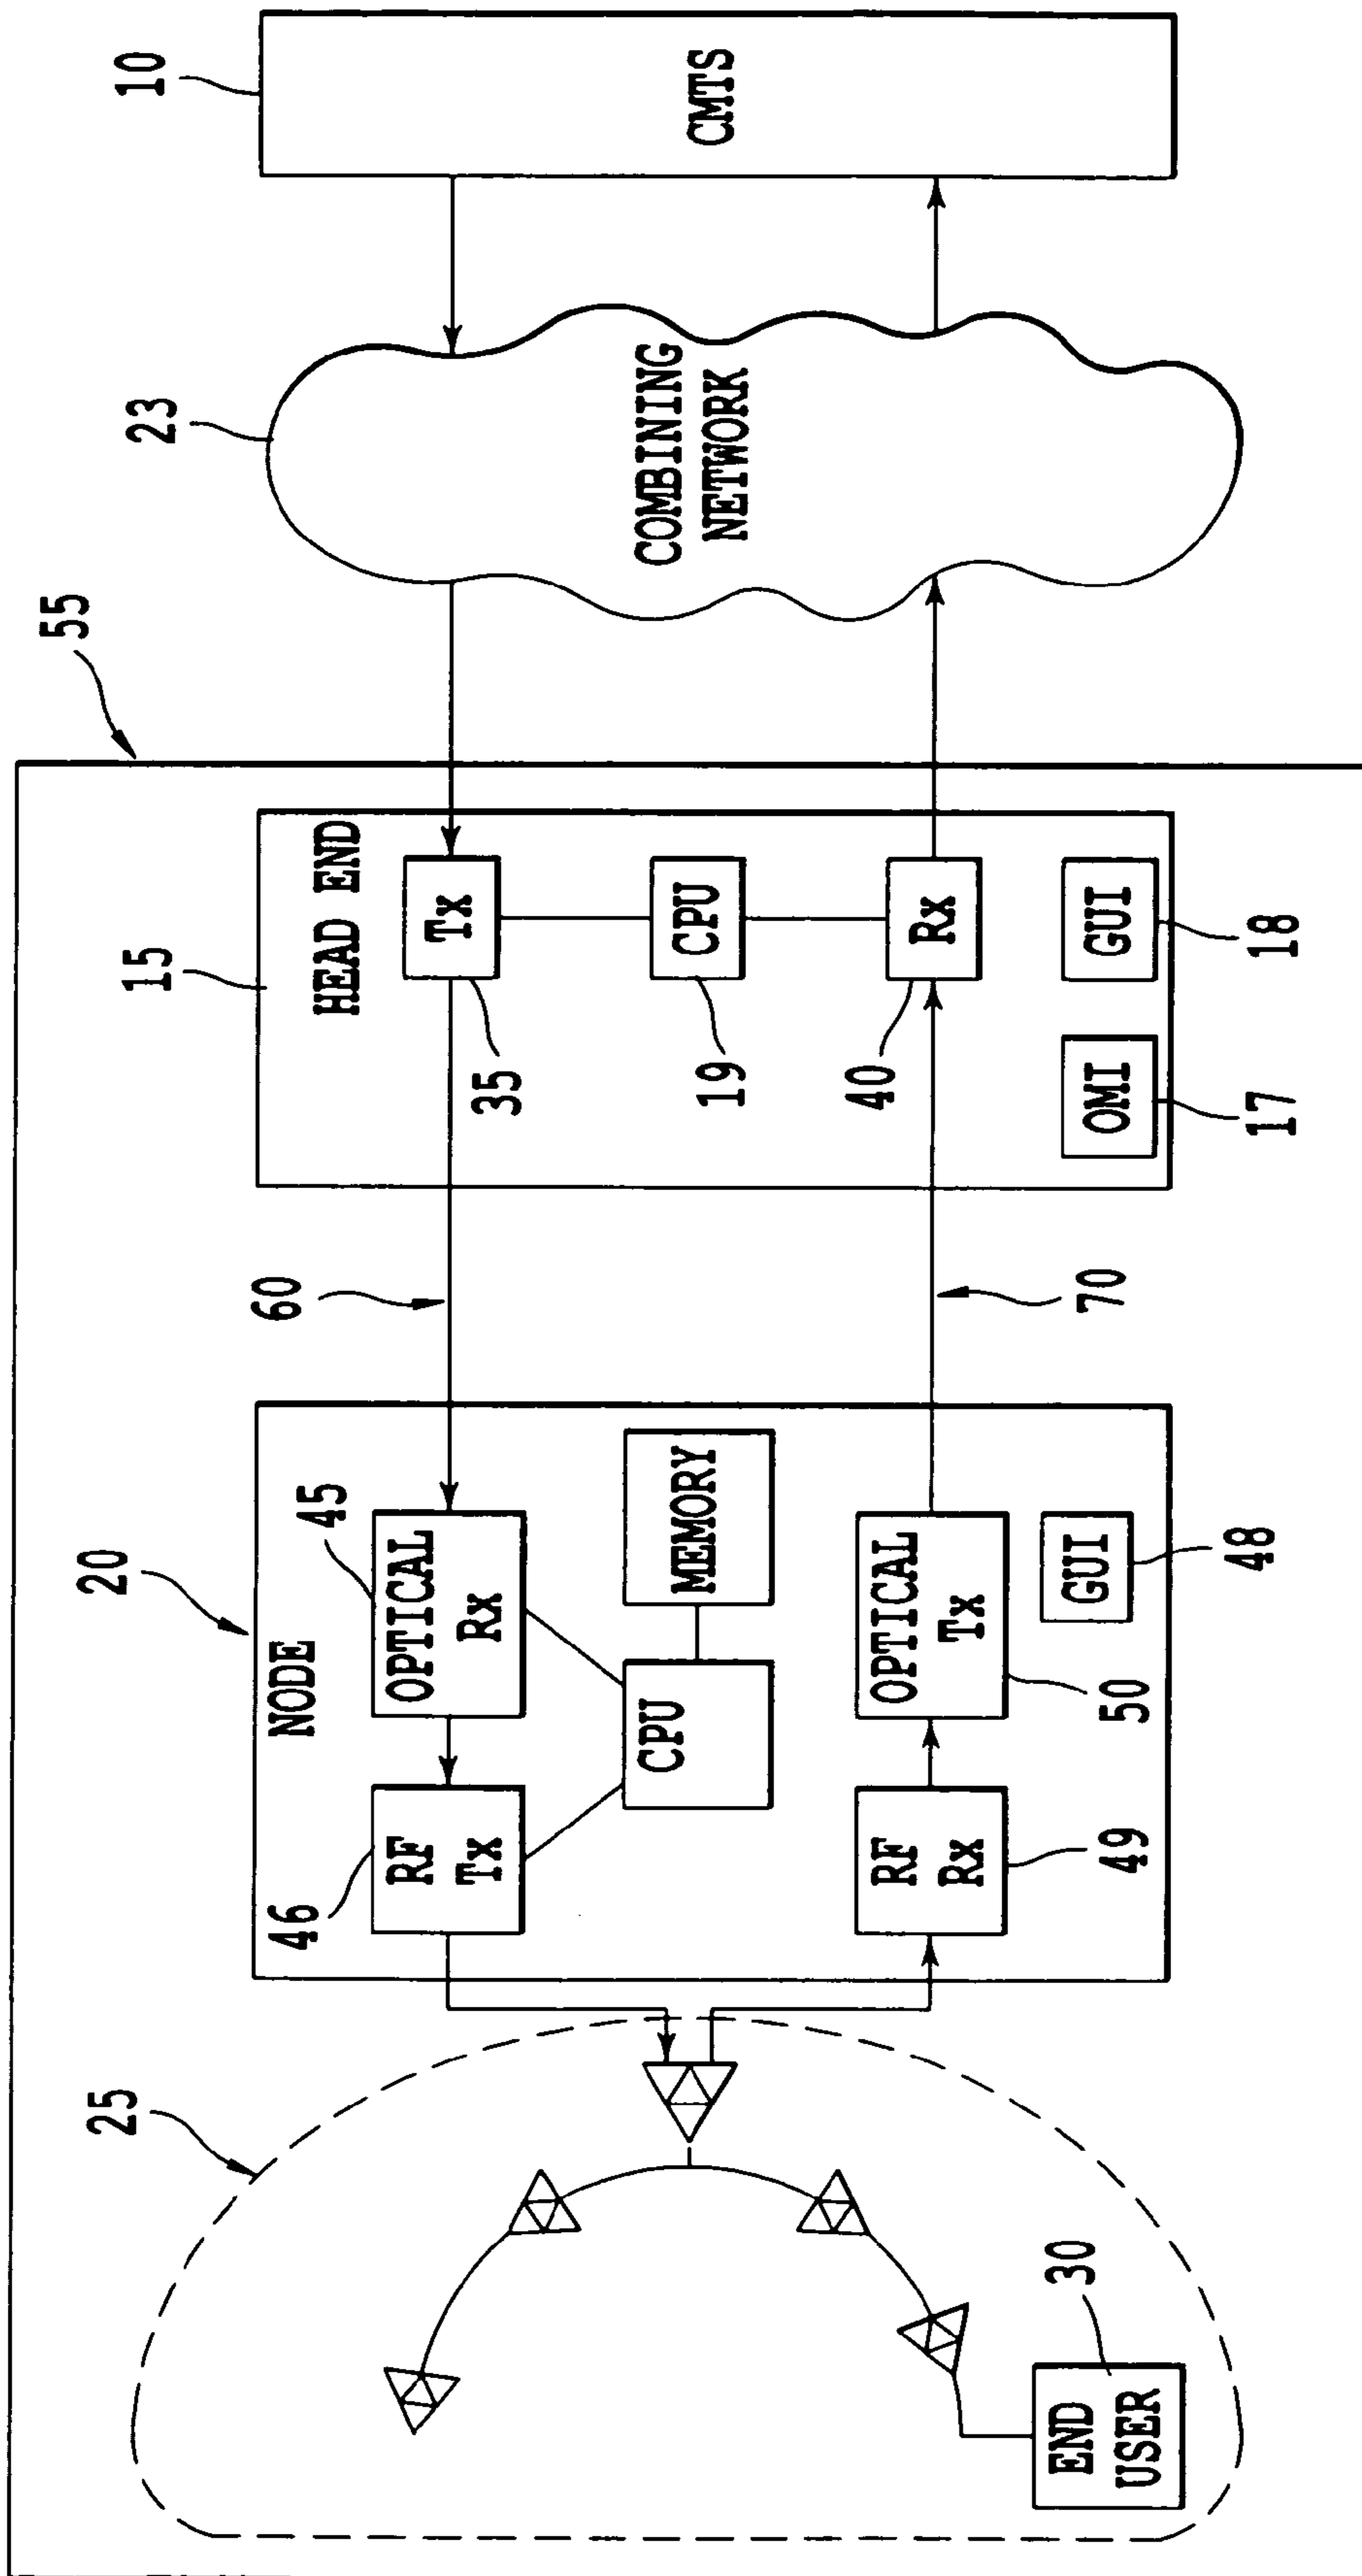 10
CMTS
23
COMBINING
NETWORK
55
15
HEAD END
Tx
35
CPU
19
Rx
40
GUI
18
OMI
17
60
70
20
NODE
45
OPTICAL
Rx
46
RF
Tx
MEMORY
CPU
OPTICAL
Tx
50
RF
Rx
49
GUI
48
25
END
USER
30